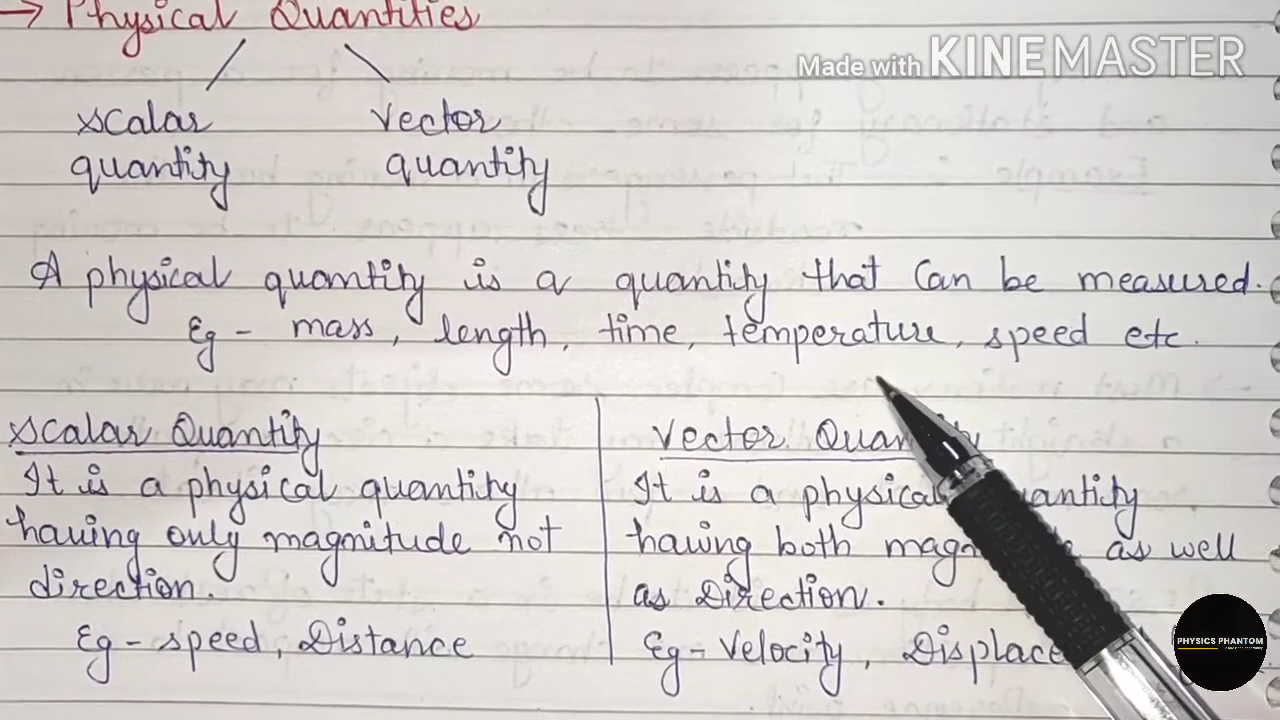 → Physical Quantities
Made with KINEMASTER
scalar vector
quantity quantity
A physical quantity is a quantity that can be measured.
Eg - mass, length, time, temperature, speed etc.
Scalar Quantity
It is a physical quantity
having only magnitude not
direction.
Eg - speed, Distance
Vector
It is a physical
having both as well
as Direction.
Eg - Velocity,
PHYSICS PHANTOM